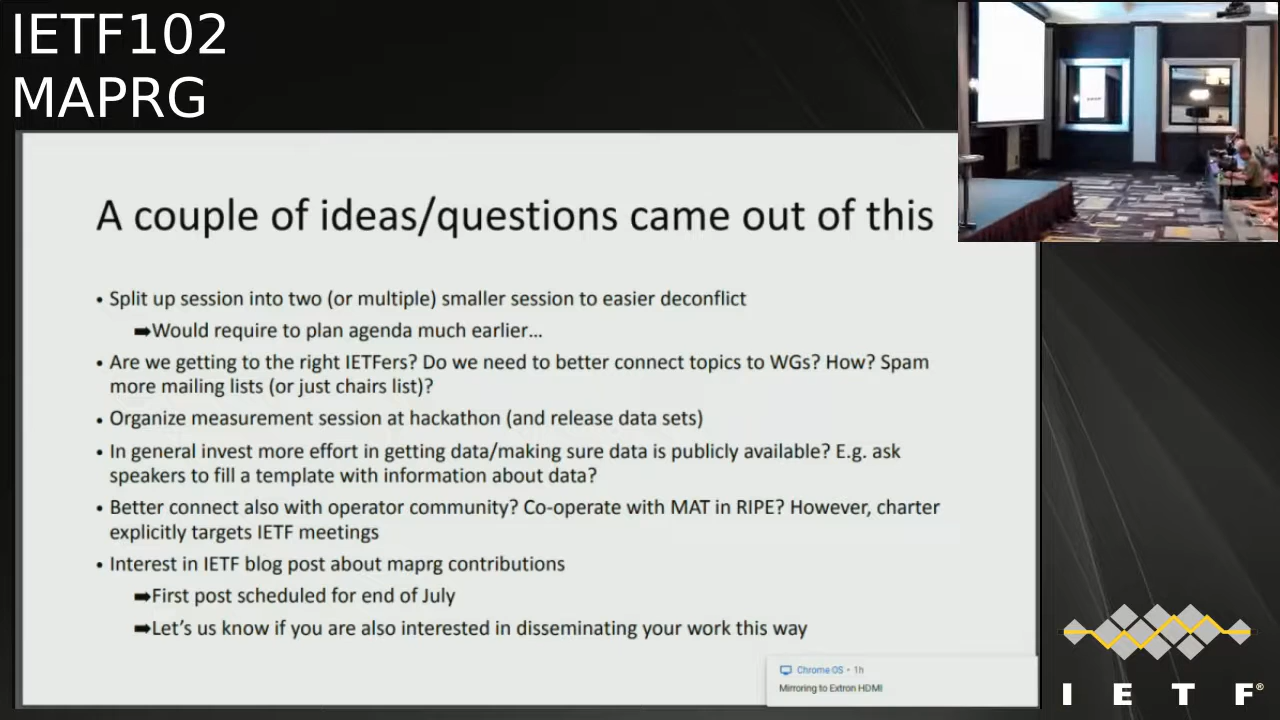 IETF102
MAPRG
A couple of ideas/questions came out of this
• Split up session into two (or multiple) smaller session to easier deconflict
➡Would require to plan agenda much earlier...
• Are we getting to the right IETFers? Do we need to better connect topics to WGs? How? Spam
more mailing lists (or just chairs list)?
• Organize measurement session at hackathon (and release data sets)
• In general invest more effort in getting data/making sure data is publicly available? E.g. ask
speakers to fill a template with information about data?
• Better connect also with operator community? Co-operate with MAT in RIPE? However, charter
explicitly targets IETF meetings
• Interest in IETF blog post about maprg contributions
➡First post scheduled for end of July
➡Let's us know if you are also interested in disseminating your work this way
Chrome OS • 1h
Mirroring to Extron HDMI
I E T F®